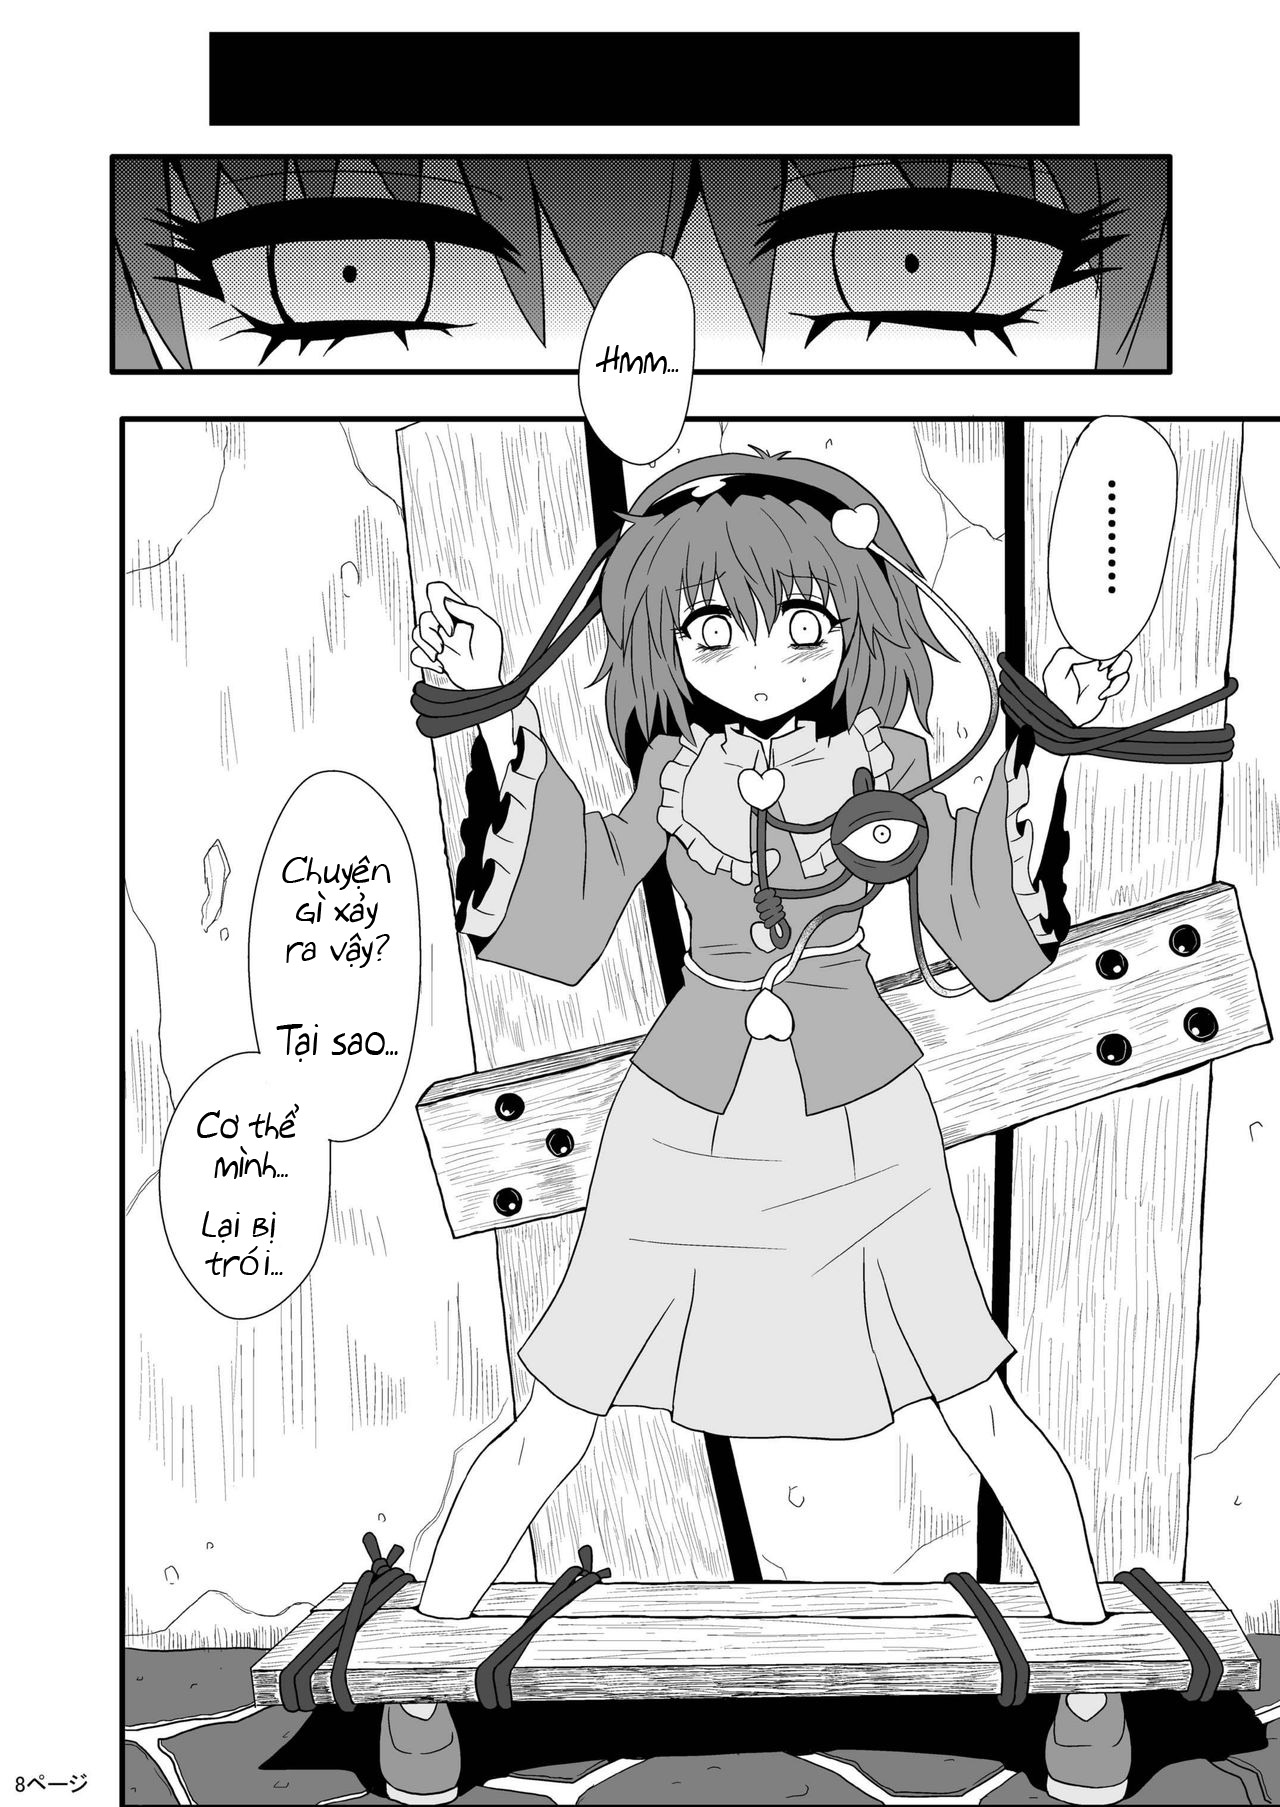 Hmm...
.........
Chuyện
gì xảy
ra vậy?
Tại sao...
Cơ thể
mình...
Lại bị
trói...
8ページ